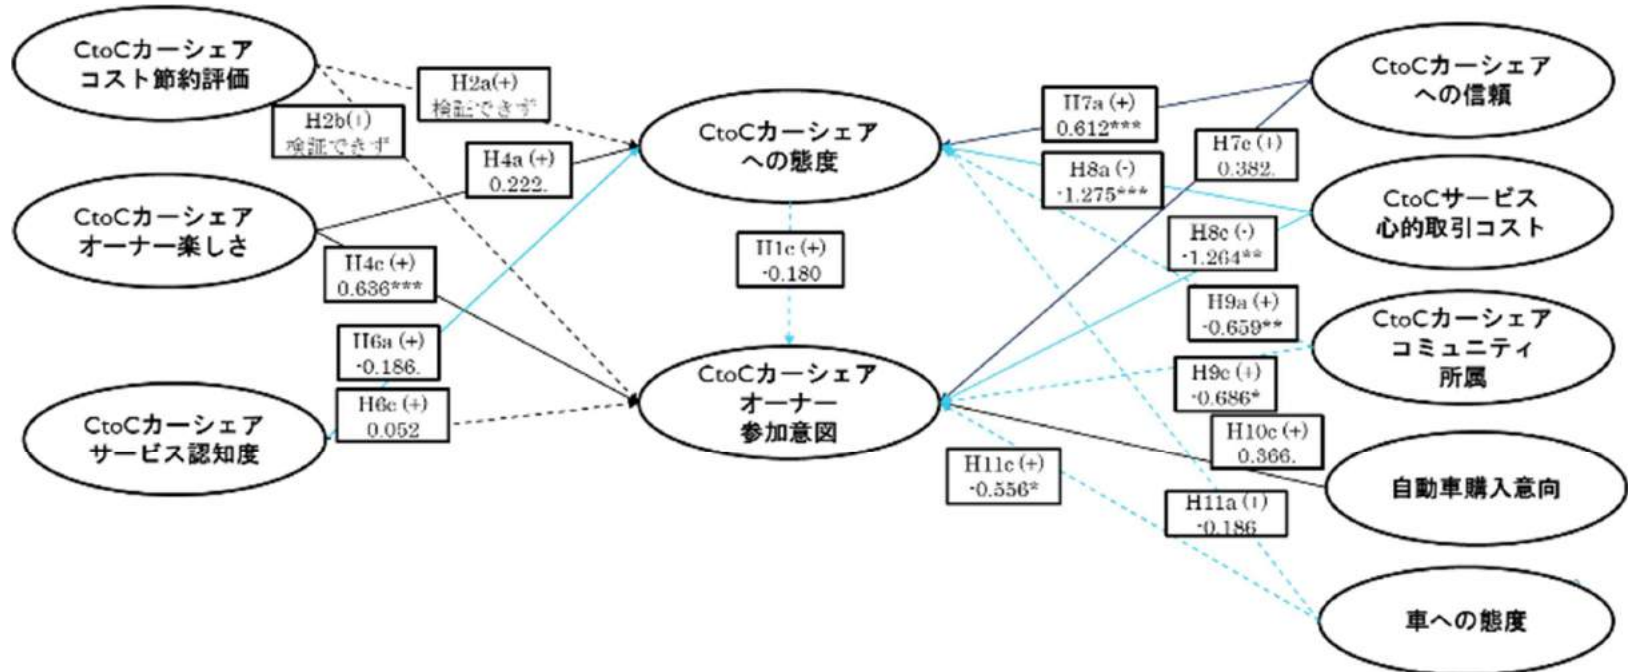 CtoCカーシェア
コスト節約評価
H2a(+)
検証できず
H2b(+)
検証できず
CtoCカーシェア
への態度
H7a (+)
0.612***
CtoCカーシェア
への信頼
H4a (+)
0.222.
H7c (+)
0.382.
H8a (-)
-1.275***
CtoCカーシェア
オーナー楽しさ
CtoCサービス
心的取引コスト
H4c (+)
0.636***
H1c (+)
-0.180
H8c (-)
-1.264**
H9a (+)
-0.659**
CtoCカーシェア
コミュニティ
所属
H6a (+)
-0.186.
H6c (+)
0.052
CtoCカーシェア
オーナー
参加意図
H9c (+)
-0.686*
CtoCカーシェア
サービス認知度
H10c (+)
0.366.
H11c (+)
-0.556*
自動車購入意向
H11a (+)
-0.186
車への態度